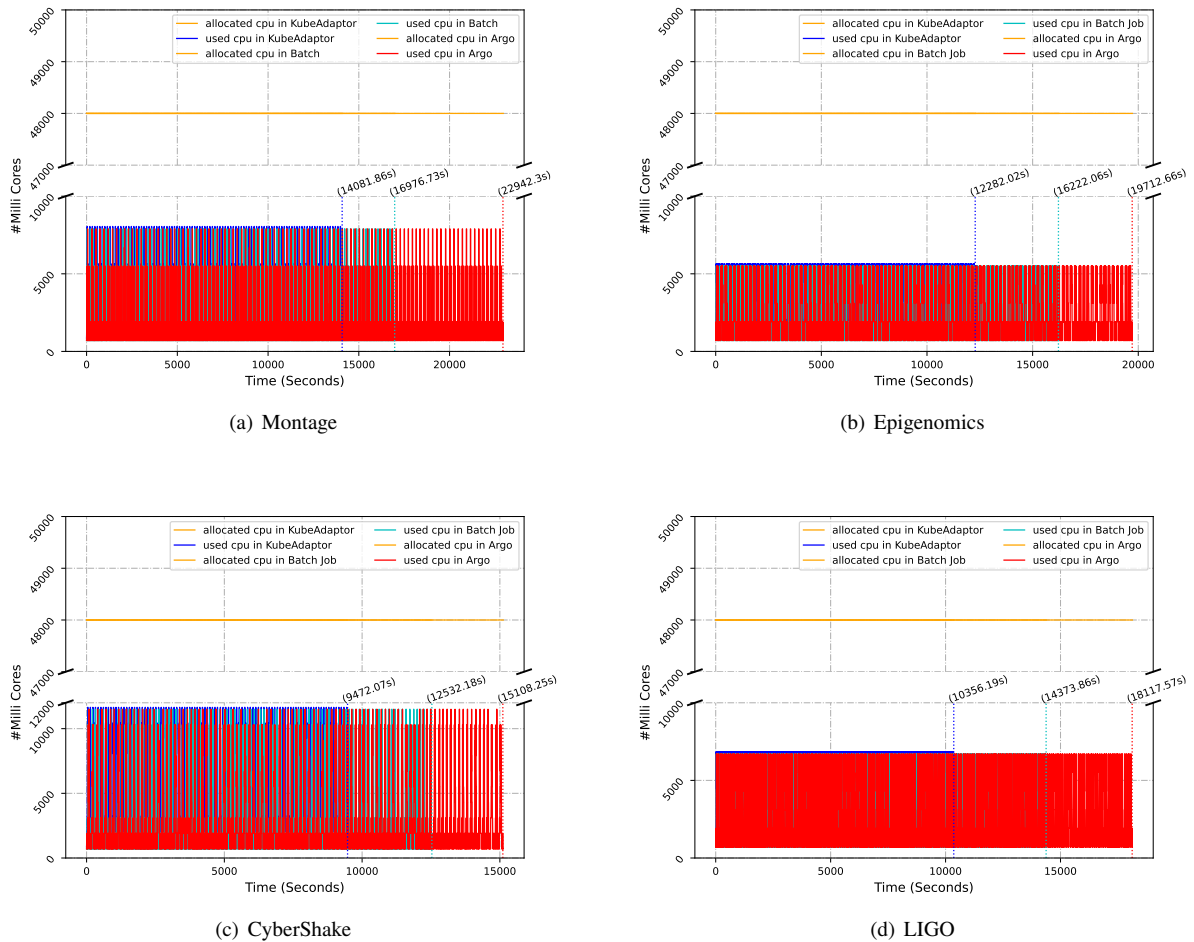 50000
49000
48000
47000
10000
5000
0
#Milli Cores
allocated cpu in KubeAdaptor
used cpu in KubeAdaptor
allocated cpu in Batch
used cpu in Batch
allocated cpu in Argo
used cpu in Argo
(14081.86s)
(16976.73s)
(22942.3s)
0 5000 10000 15000 20000
Time (Seconds)
(a) Montage
50000
49000
48000
47000
10000
5000
0
#Milli Cores
allocated cpu in KubeAdaptor
used cpu in KubeAdaptor
allocated cpu in Batch Job
used cpu in Batch Job
allocated cpu in Argo
used cpu in Argo
(12282.02s)
(16222.06s)
(19712.66s)
0 5000 10000 15000 20000
Time (Seconds)
(b) Epigenomics
50000
49000
48000
47000
12000
10000
5000
0
#Milli Cores
allocated cpu in KubeAdaptor
used cpu in KubeAdaptor
allocated cpu in Batch Job
used cpu in Batch Job
allocated cpu in Argo
used cpu in Argo
(9472.07s)
(12532.18s)
(15108.25s)
0 5000 10000 15000
Time (Seconds)
(c) CyberShake
50000
49000
48000
47000
10000
5000
0
#Milli Cores
allocated cpu in KubeAdaptor
used cpu in KubeAdaptor
allocated cpu in Batch Job
used cpu in Batch Job
allocated cpu in Argo
used cpu in Argo
(10356.19s)
(14373.86s)
(18117.57s)
0 5000 10000 15000
Time (Seconds)
(d) LIGO